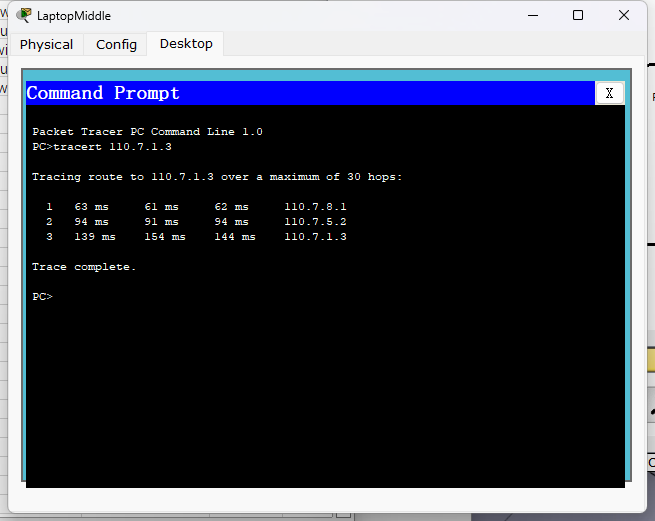 LaptopMiddle
Physical Config Desktop
Command Prompt X
Packet Tracer PC Command Line 1.0
PC>tracert 110.7.1.3
Tracing route to 110.7.1.3 over a maximum of 30 hops:
1 63 ms 61 ms 62 ms 110.7.8.1
2 94 ms 91 ms 94 ms 110.7.5.2
3 139 ms 154 ms 144 ms 110.7.1.3
Trace complete.
PC>